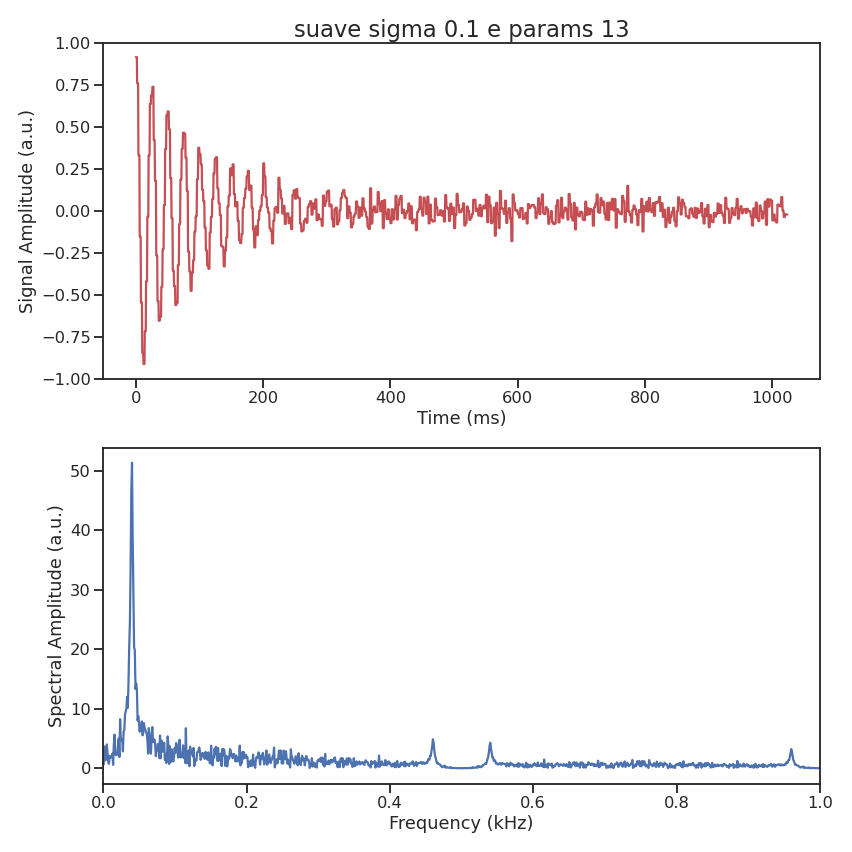 suave sigma 0.1 e params 13
1.00
0.75
0.50
0.25
0.00
−0.25
−0.50
−0.75
−1.00
Signal Amplitude (a.u.)
0 200 400 600 800 1000
Time (ms)
50
40
30
20
10
0
Spectral Amplitude (a.u.)
0.0 0.2 0.4 0.6 0.8 1.0
Frequency (kHz)